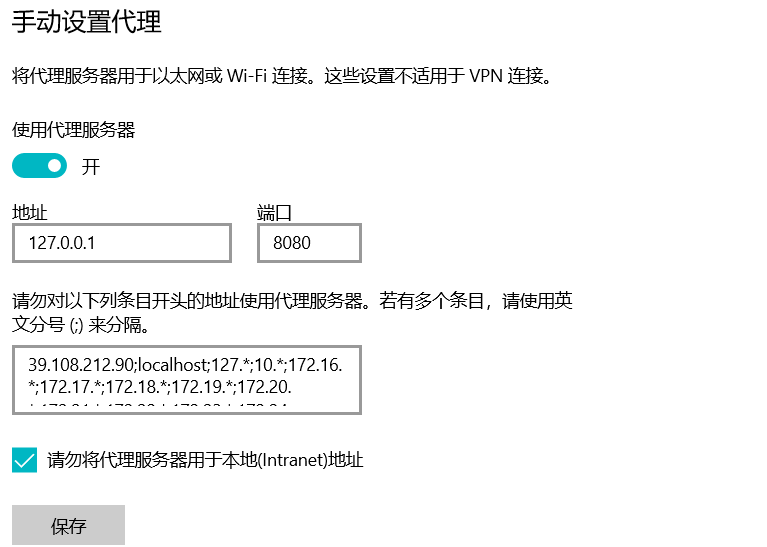 手动设置代理
将代理服务器用于以太网或 Wi-Fi 连接。这些设置不适用于 VPN 连接。
使用代理服务器
开
地址 端口
127.0.0.1 8080
请勿对以下列条目开头的地址使用代理服务器。若有多个条目，请使用英
文分号 (;) 来分隔。
39.108.212.90;localhost;127.*;10.*;172.16.
*;172.17.*;172.18.*;172.19.*;172.20.
请勿将代理服务器用于本地(Intranet)地址
保存